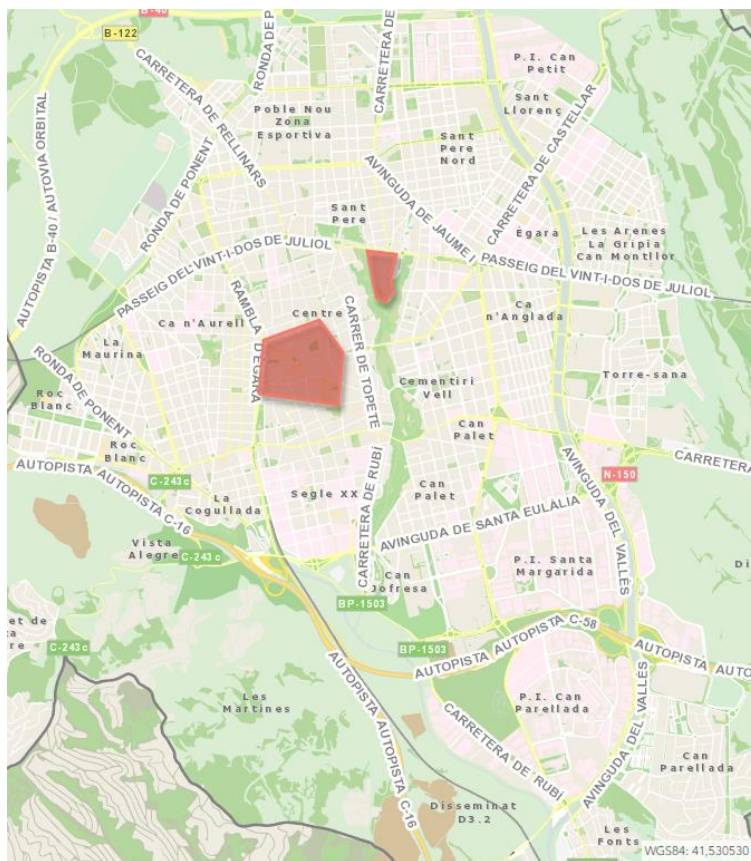 B-40
B-122
CARRETERA DE RELLINARS
RONDA DE P
CARRETERA DE
P.I. Can
Petit
Sant
Llorenç
Poble Nou
Zona
Esportiva
Sant
Pere
Nord
CARRETERA DE CASTELLAR
AUTOPISTA B-40 / AUTOVIA ORBITAL
RONDA DE PONENT
AVINGUDA DE JAUME I
Sant
Pere
Ègara
Les Arenes
La Grípia
Can Montllor
PASSEIG DEL VINT-I-DOS DE JULIOL
PASSEIG DEL VINT-I-DOS DE JULIOL
RAMBLA D'ÈGARA
Centre
CARRER DE TOPETE
Ca n'Aurell
Ca
n'Anglada
La
Maurina
RONDA DE PONENT
Roc
Blanc
Cementiri
Vell
Torre-sana
Roc
Blanc
Can
Palet
CARRETERA
AUTOPISTA AUTOPISTA C-16
C-243c
N-150
La
Cogullada
Segle XX
Can
Palet
CARRETERA DE RUBÍ
AVINGUDA DE SANTA EULÀLIA
AVINGUDA DEL VALLÈS
Vista
Alegre
C-243c
Can
Jofresa
P.I. Santa
Margarida
Di
BP-1503
et de
ta
re
C-243c
BP-1503
AUTOPISTA AUTOPISTA C-58
AUTOPISTA AUTO
AUTOPISTA AUTOPISTA C-16
Les
Martines
P.I. Can
Parellada
CARRETERA DE RUBÍ
AVINGUDA DEL VALLÈS
Can
Parellada
Disseminat
D3.2
Les
Fonts
WGS84: 41,530530